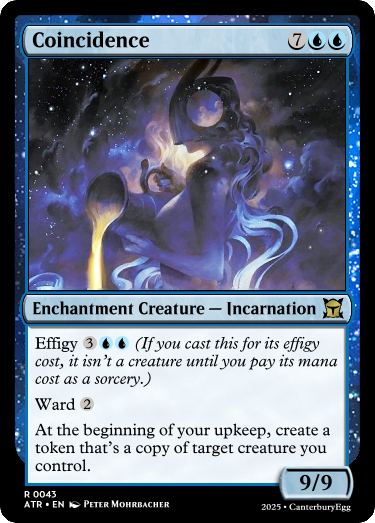 Coincidence 7
Enchantment Creature — Incarnation
Effigy 3 (If you cast this for its effigy
cost, it isn't a creature until you pay its mana
cost as a sorcery.)
Ward 2
At the beginning of your upkeep, create a
token that's a copy of target creature you
control.
9/9
R 0043
ATR • EN Peter Mohrbacher
2025 • CanterburyEgg